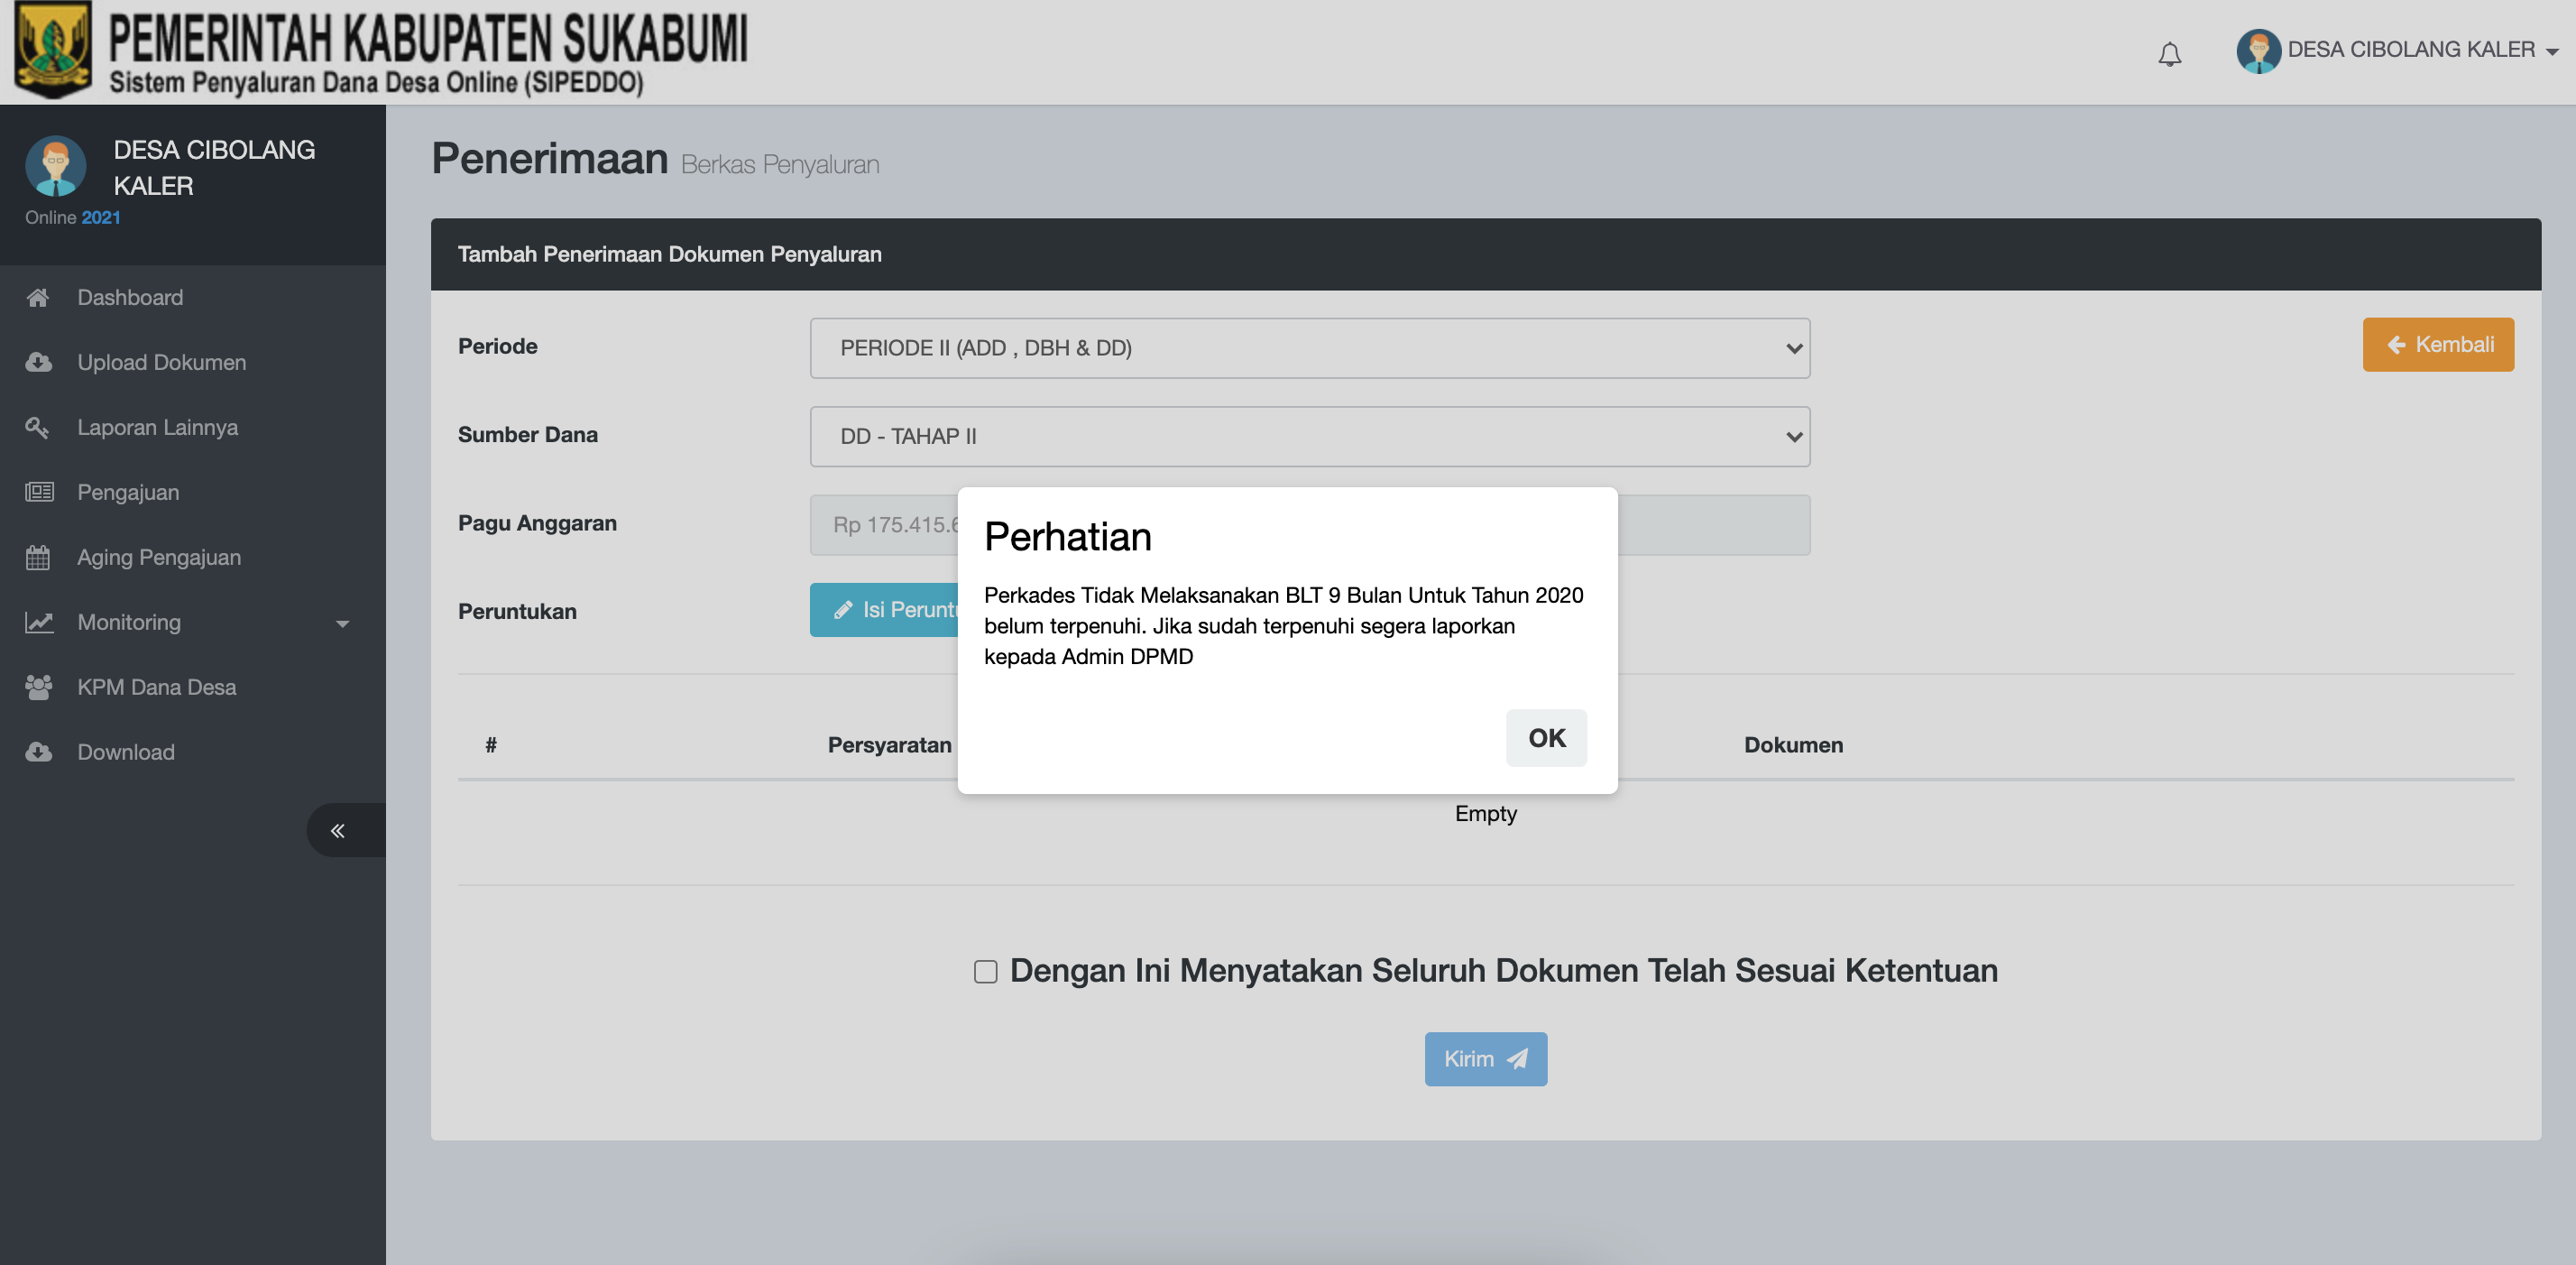 PEMERINTAH KABUPATEN SUKABUMI
Sistem Penyaluran Dana Desa Online (SIPEDDO)
DESA CIBOLANG KALER
DESA CIBOLANG
KALER
Online 2021
Dashboard
Upload Dokumen
Laporan Lainnya
Pengajuan
Aging Pengajuan
Monitoring
KPM Dana Desa
Download
Penerimaan Berkas Penyaluran
Tambah Penerimaan Dokumen Penyaluran
Periode
PERIODE II (ADD , DBH & DD)
Kembali
Sumber Dana
DD - TAHAP II
Pagu Anggaran
Rp 175.415.
Peruntukan
Isi
Perhatian
Perkades Tidak Melaksanakan BLT 9 Bulan Untuk Tahun 2020
belum terpenuhi. Jika sudah terpenuhi segera laporkan
kepada Admin DPMD
OK
# Persyaratan Dokumen
Empty
Dengan Ini Menyatakan Seluruh Dokumen Telah Sesuai Ketentuan
Kirim